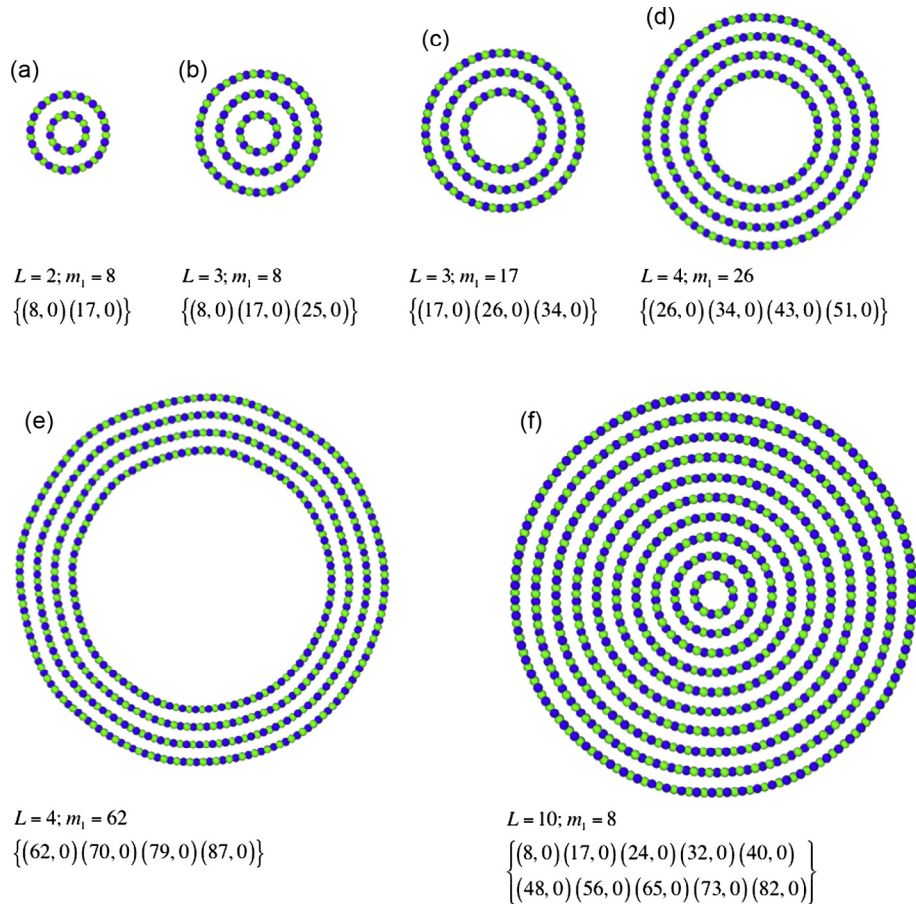 (a)
L = 2; m₁ = 8
{(8, 0)(17, 0)}
(b)
L = 3; m₁ = 8
{(8, 0)(17, 0)(25, 0)}
(c)
L = 3; m₁ = 17
{(17, 0)(26, 0)(34, 0)}
(d)
L = 4; m₁ = 26
{(26, 0)(34, 0)(43, 0)(51, 0)}
(e)
L = 4; m₁ = 62
{(62, 0)(70, 0)(79, 0)(87, 0)}
(f)
L = 10; m₁ = 8
{(8, 0)(17, 0)(24, 0)(32, 0)(40, 0)
(48, 0)(56, 0)(65, 0)(73, 0)(82, 0)}